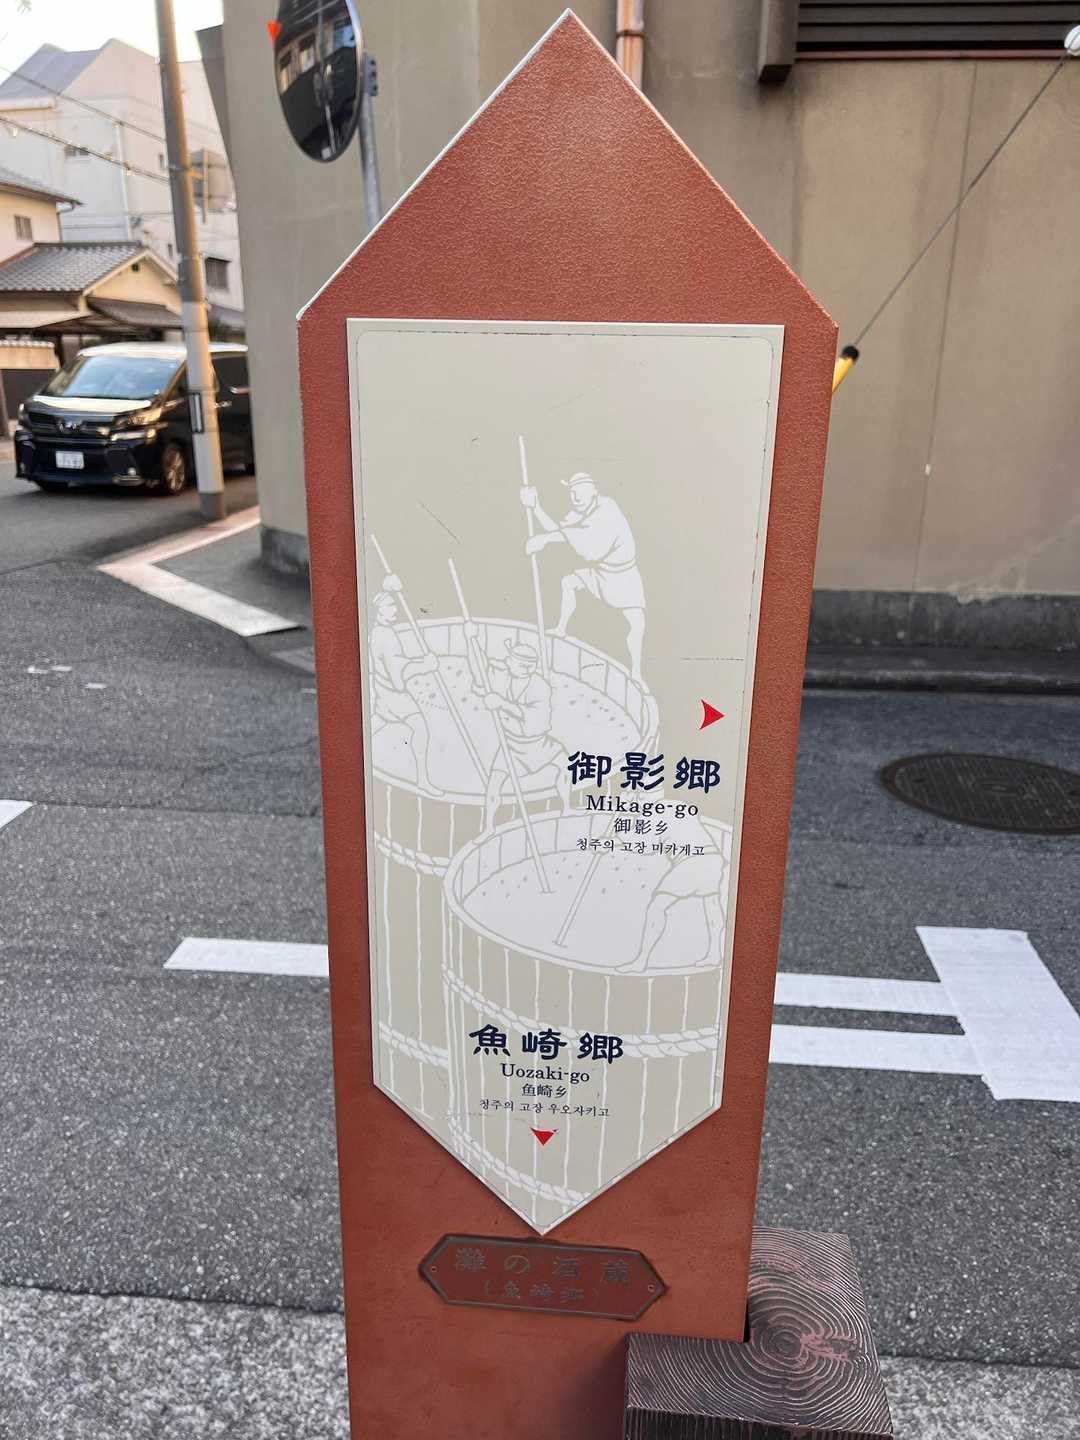 御影郷
Mikage-go
御影乡
청주의 고장 미카게고
魚崎郷
Uozaki-go
鱼崎乡
청주의 고장 우오자키고
灘の酒蔵
（魚崎郷）